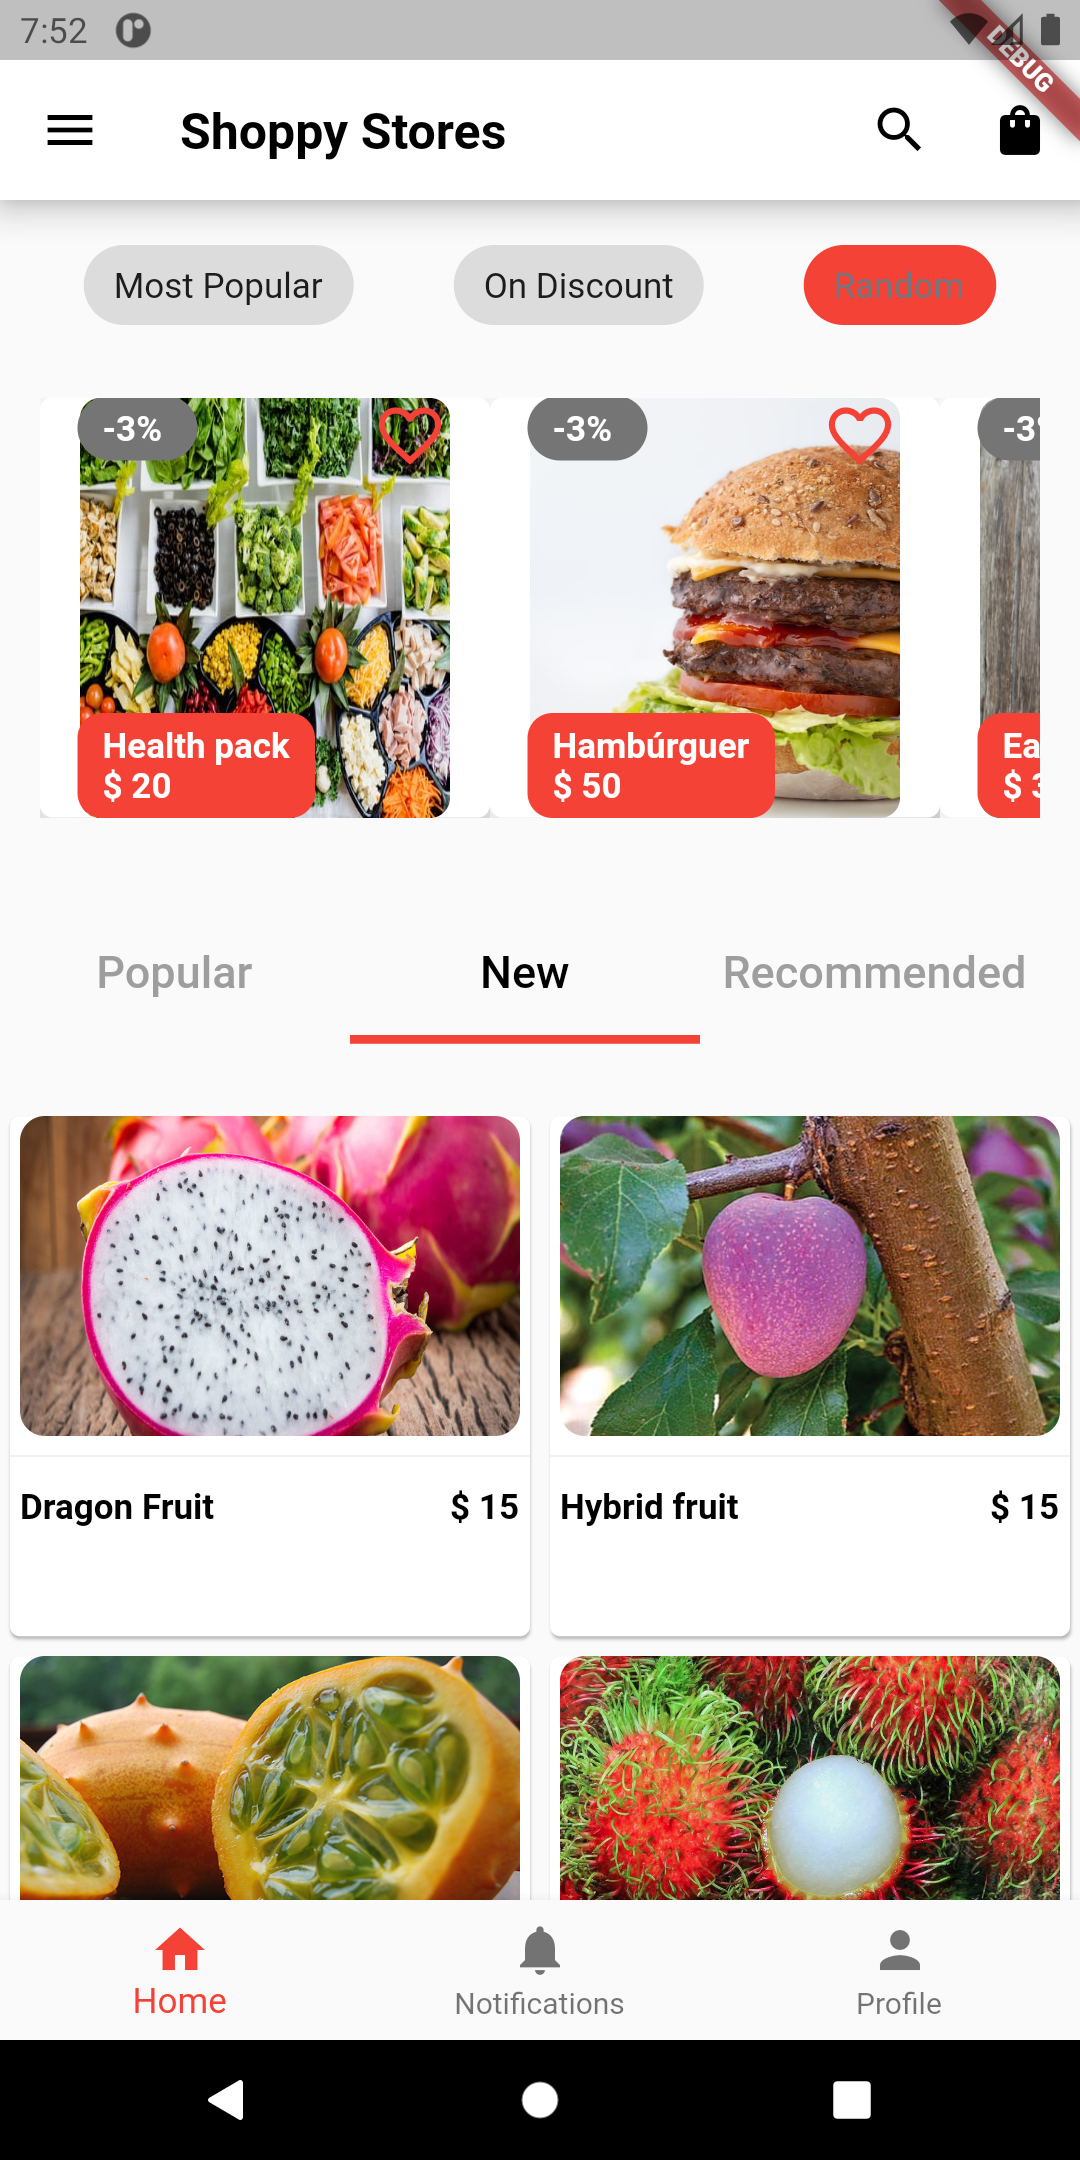 7:52
DEBUG
Shoppy Stores
Most Popular
On Discount
Random
-3%
-3%
-3
Health pack
$ 20
Hambúrguer
$ 50
Ea
$ 3
Popular
New
Recommended
Dragon Fruit
$ 15
Hybrid fruit
$ 15
Home
Notifications
Profile